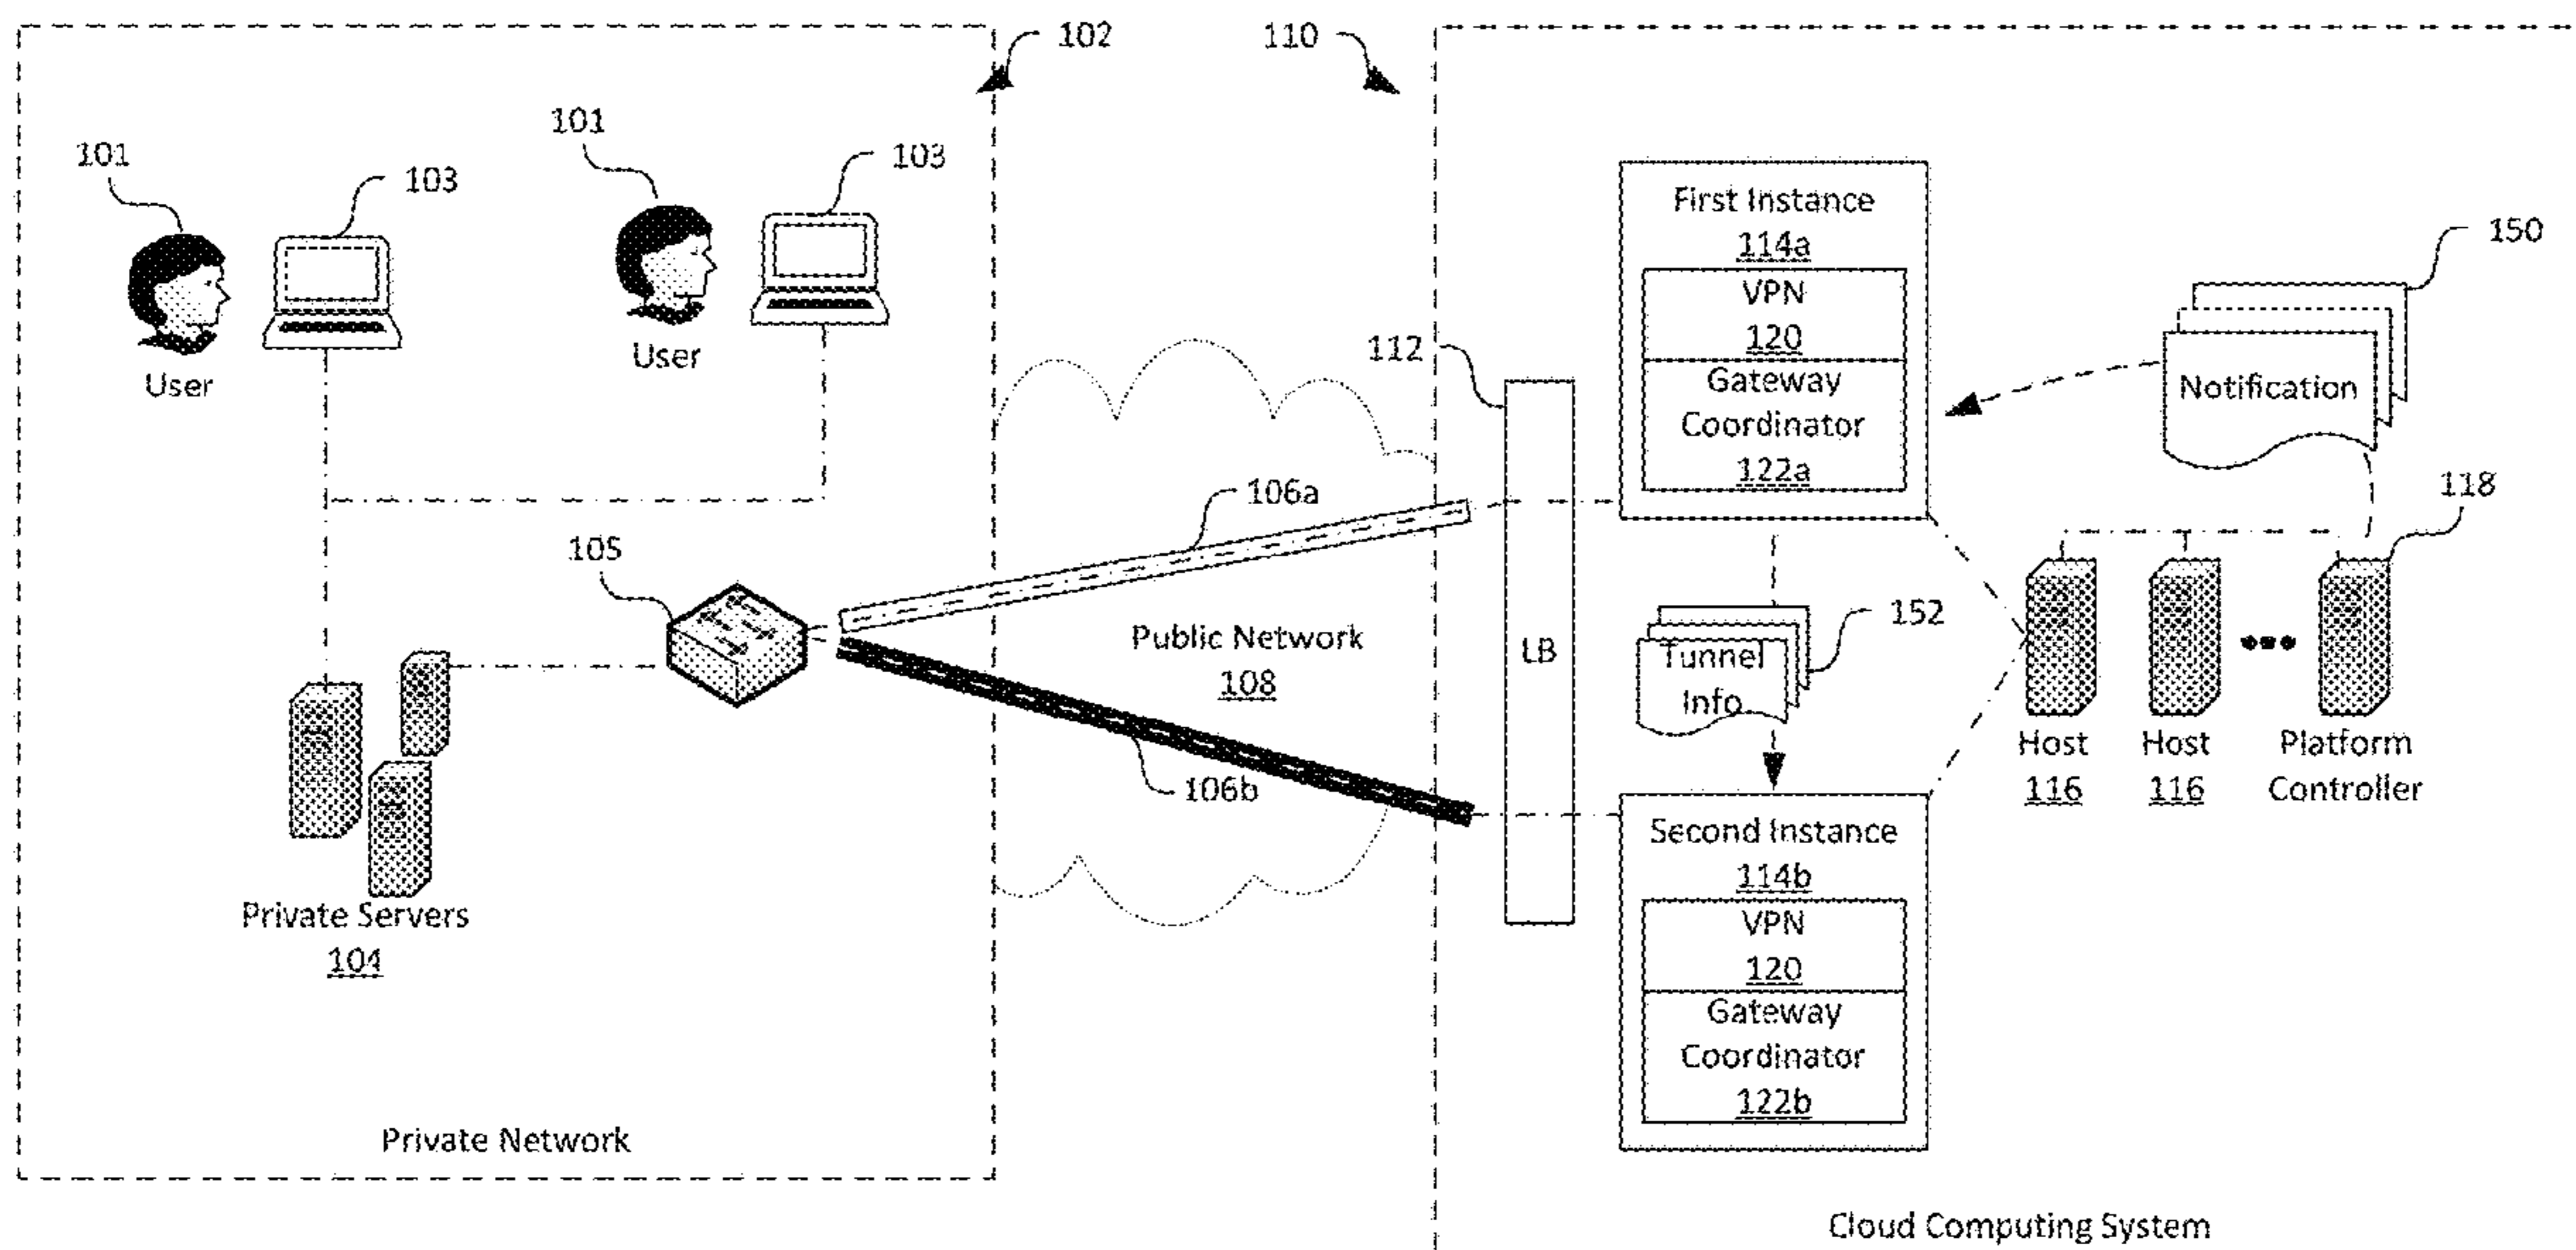 102
110
101
103
101
103
User
User
105
Private Servers
104
Private Network
106a
Public Network
108
106b
112
LB
First Instance
114a
VPN
120
Gateway
Coordinator
122a
150
Notification
118
152
Tunnel
Info
Host
116
Host
116
Platform
Controller
Second Instance
114b
VPN
120
Gateway
Coordinator
122b
Cloud Computing System